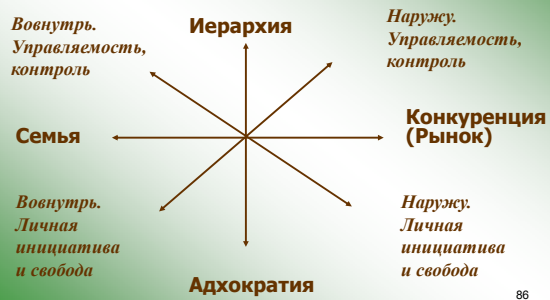 Вовнутрь.
Управляемость,
контроль
Иерархия
Наружу.
Управляемость,
контроль
Семья
Конкуренция
(Рынок)
Вовнутрь.
Личная
инициатива
и свобода
Наружу.
Личная
инициатива
и свобода
Адхократия
86